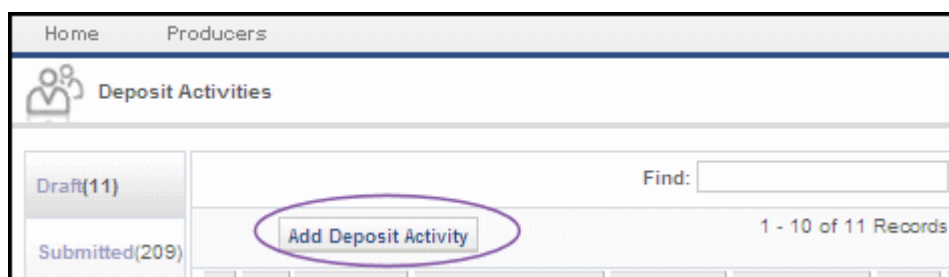 Home Producers
Deposit Activities
Draft(11)
Find:
Add Deposit Activity
1 - 10 of 11 Records
Submitted(209)